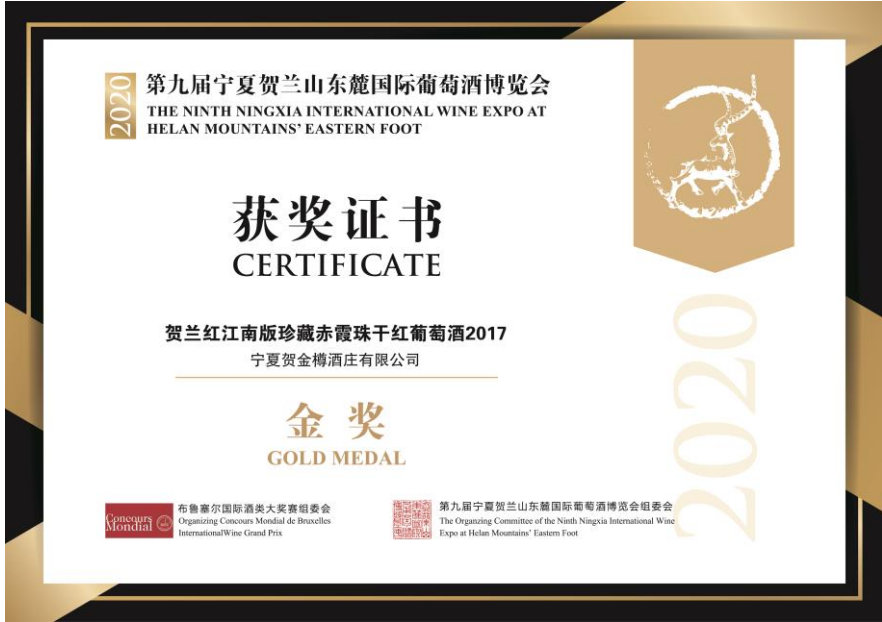 2020
第九届宁夏贺兰山东麓国际葡萄酒博览会
THE NINTH NINGXIA INTERNATIONAL WINE EXPO AT
HELAN MOUNTAINS' EASTERN FOOT
获奖证书
CERTIFICATE
贺兰红江南版珍藏赤霞珠干红葡萄酒2017
宁夏贺金樽酒庄有限公司
金 奖
GOLD MEDAL
2020
Concours
Mondial
布鲁塞尔国际酒类大奖赛组委会
Organizing Concours Mondial de Bruxelles
InternationalWine Grand Prix
第九届宁夏贺兰山东麓国际葡萄酒博览会组委会
The Organzing Committee of the Ninth Ningxia International Wine
Expo at Helan Mountains' Eastern Foot